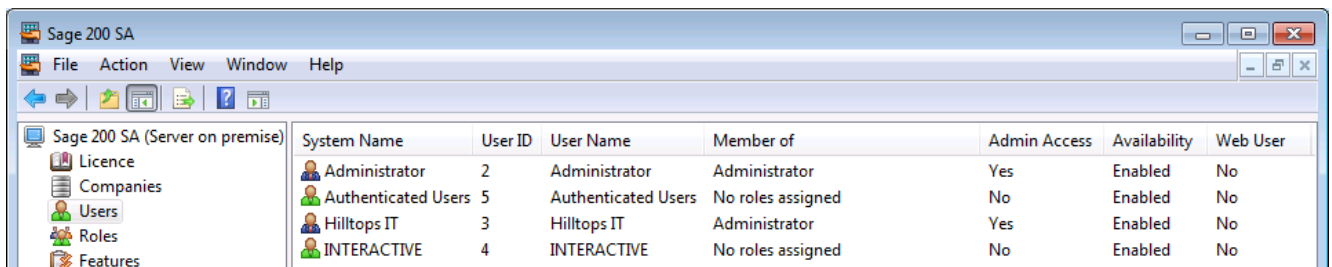 Sage 200 SA
File Action View Window Help
Sage 200 SA (Server on premise)
Licence
Companies
Users
Roles
Features
System Name User ID User Name Member of Admin Access Availability Web User
Administrator 2 Administrator Administrator Yes Enabled No
Authenticated Users 5 Authenticated Users No roles assigned No Enabled No
Hilltops IT 3 Hilltops IT Administrator Yes Enabled No
INTERACTIVE 4 INTERACTIVE No roles assigned No Enabled No